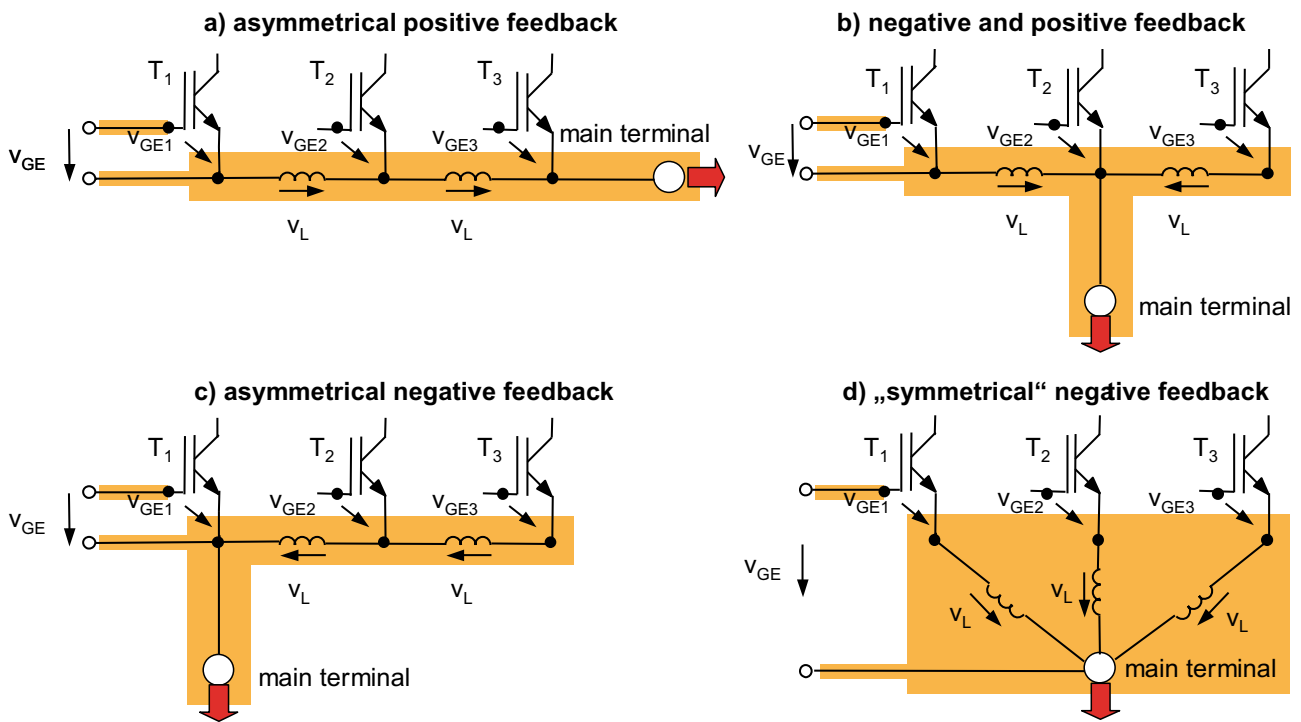 a) asymmetrical positive feedback
T1
T2
T3
vGE
vGE1
vGE2
vGE3
main terminal
vL
vL
b) negative and positive feedback
T1
T2
T3
vGE
vGE1
vGE2
vGE3
vL
vL
main terminal
c) asymmetrical negative feedback
T1
T2
T3
vGE
vGE1
vGE2
vGE3
vL
vL
main terminal
d) „symmetrical“ negative feedback
T1
T2
T3
vGE1
vGE2
vGE3
vGE
vL
vL
vL
main terminal